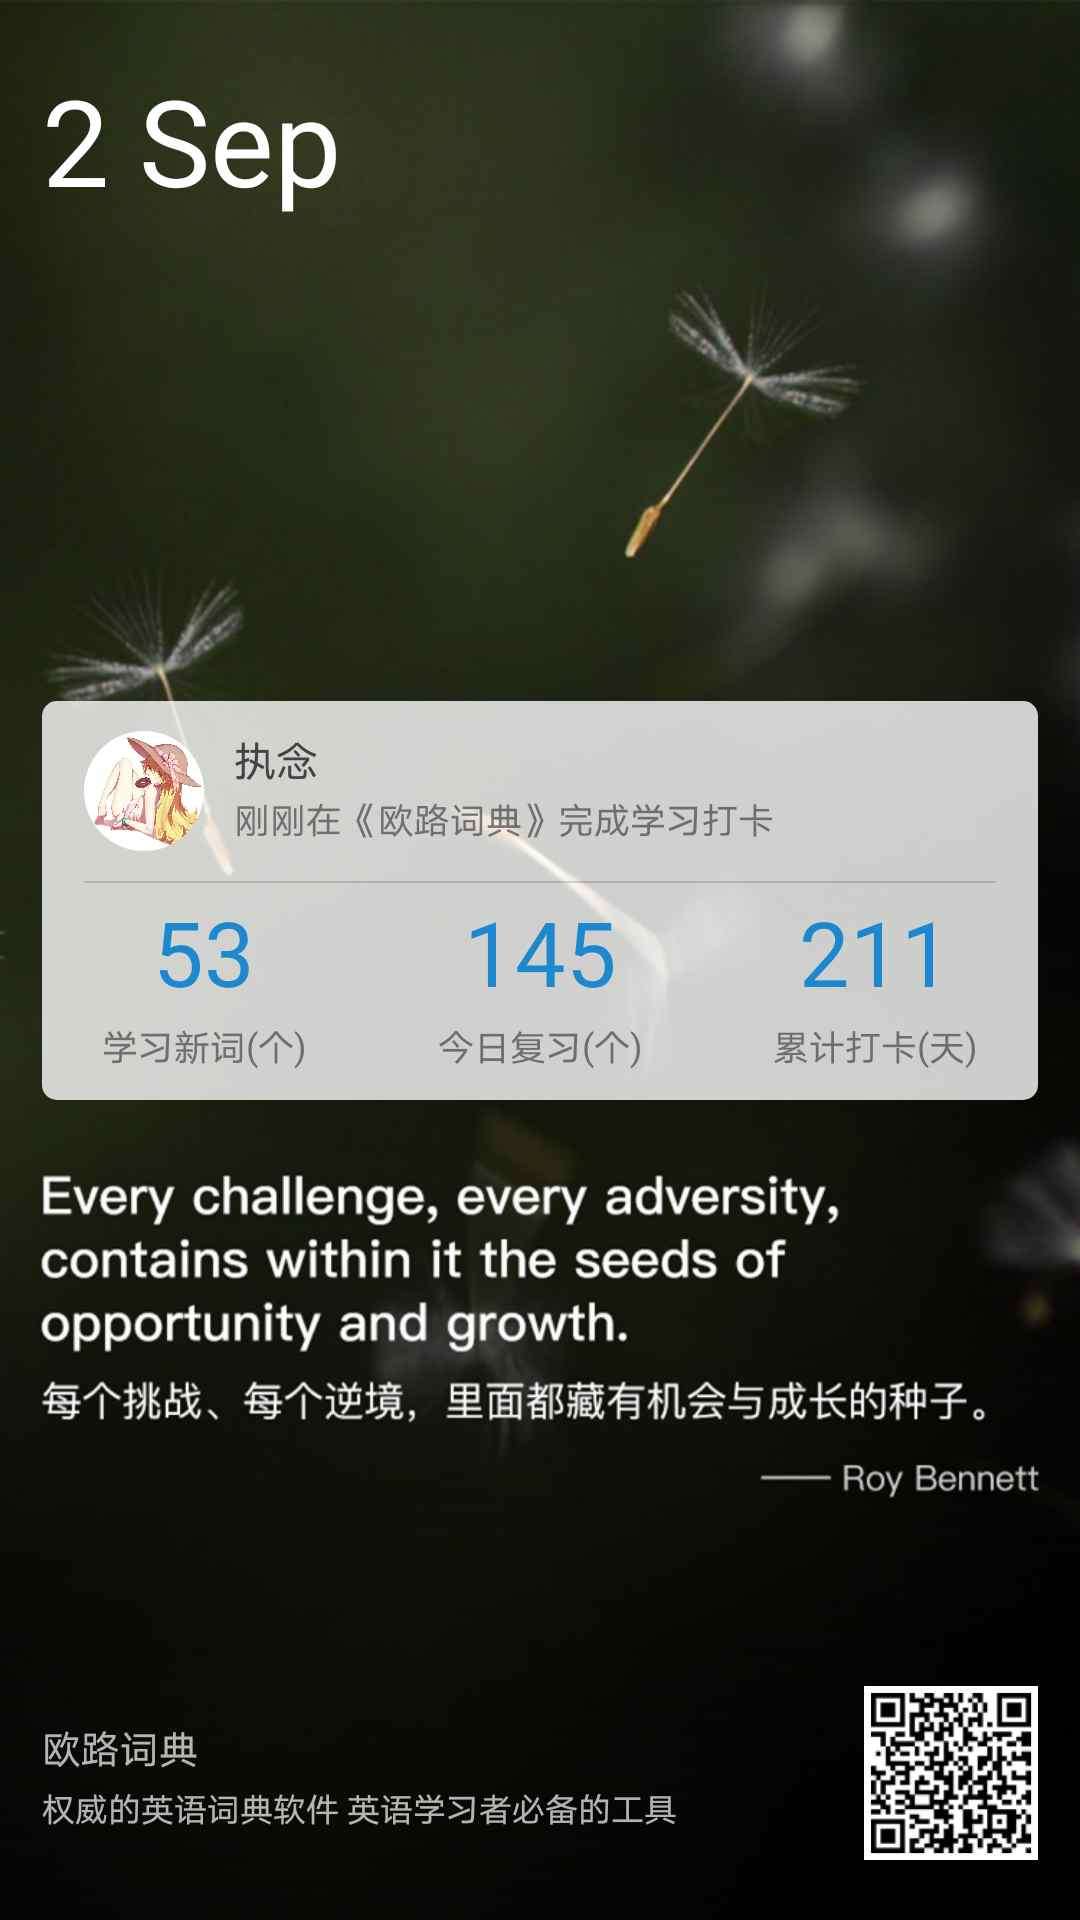 2 Sep
执念
刚刚在《欧路词典》完成学习打卡
53 145 211
学习新词(个) 今日复习(个) 累计打卡(天)
Every challenge, every adversity,
contains within it the seeds of
opportunity and growth.
每个挑战、每个逆境，里面都藏有机会与成长的种子。
—— Roy Bennett
欧路词典
权威的英语词典软件 英语学习者必备的工具